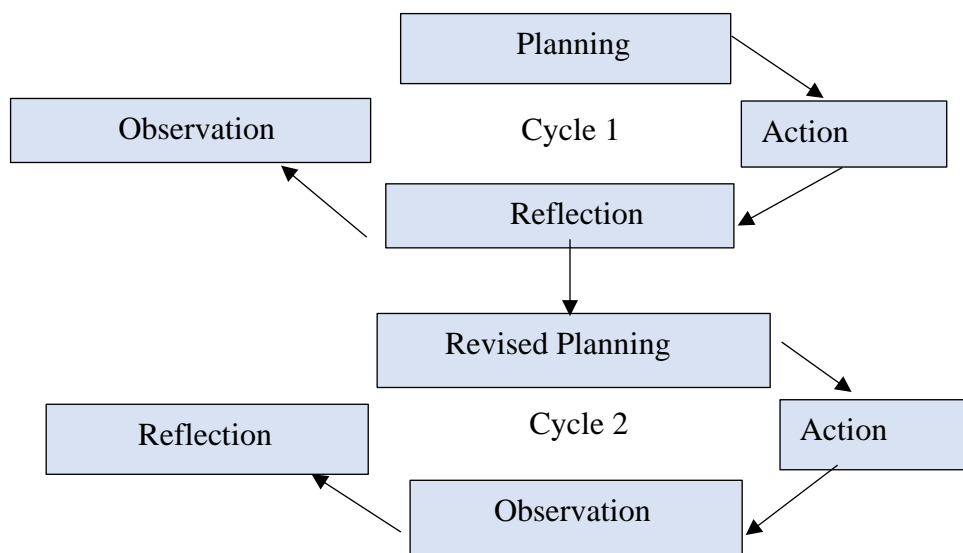 Planning
Observation
Cycle 1
Action
Reflection
Revised Planning
Reflection
Cycle 2
Action
Observation